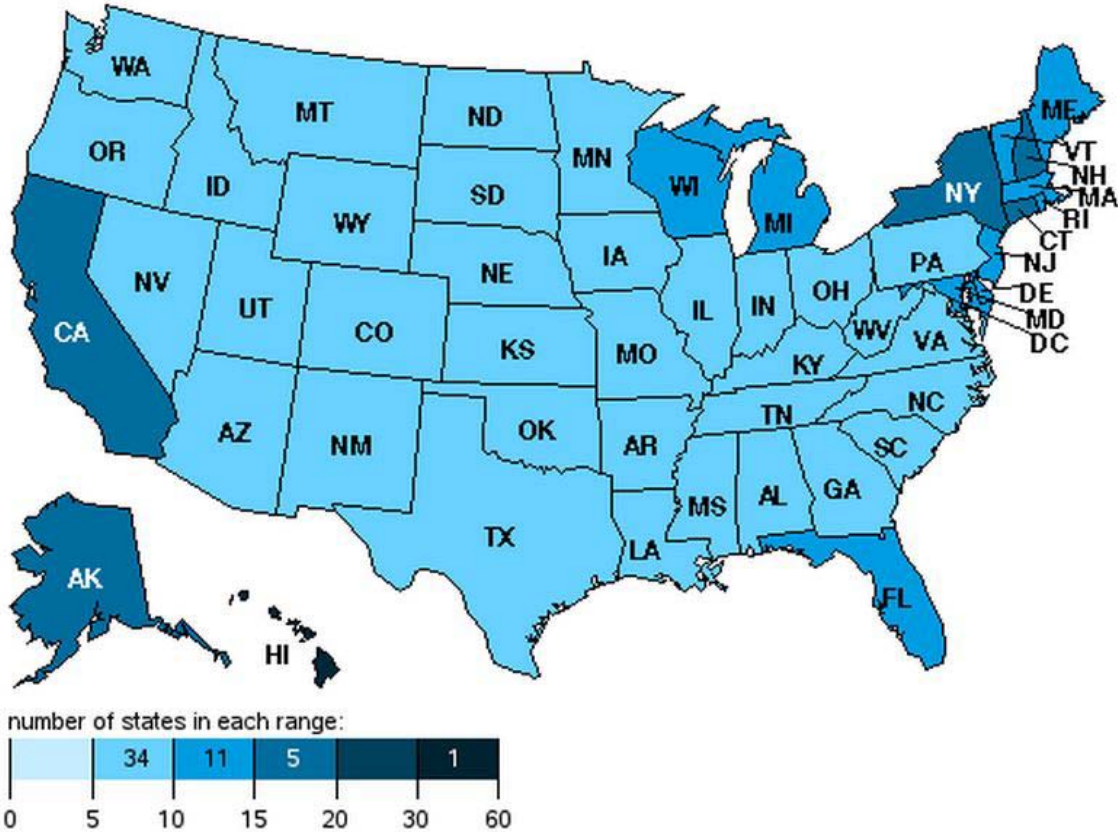 WA
MT
ND
MN
ME
OR
ID
SD
WI
VT
NH
WY
MI
NY
MA
RI
CT
IA
NE
PA
NJ
NV
UT
OH
DE
IL
IN
MD
CO
WV
CA
KS
MO
VA
DC
KY
NC
TN
AZ
NM
OK
AR
SC
MS
AL
GA
TX
LA
AK
FL
HI
number of states in each range:
34 11 5 1
0 5 10 15 20 30 60